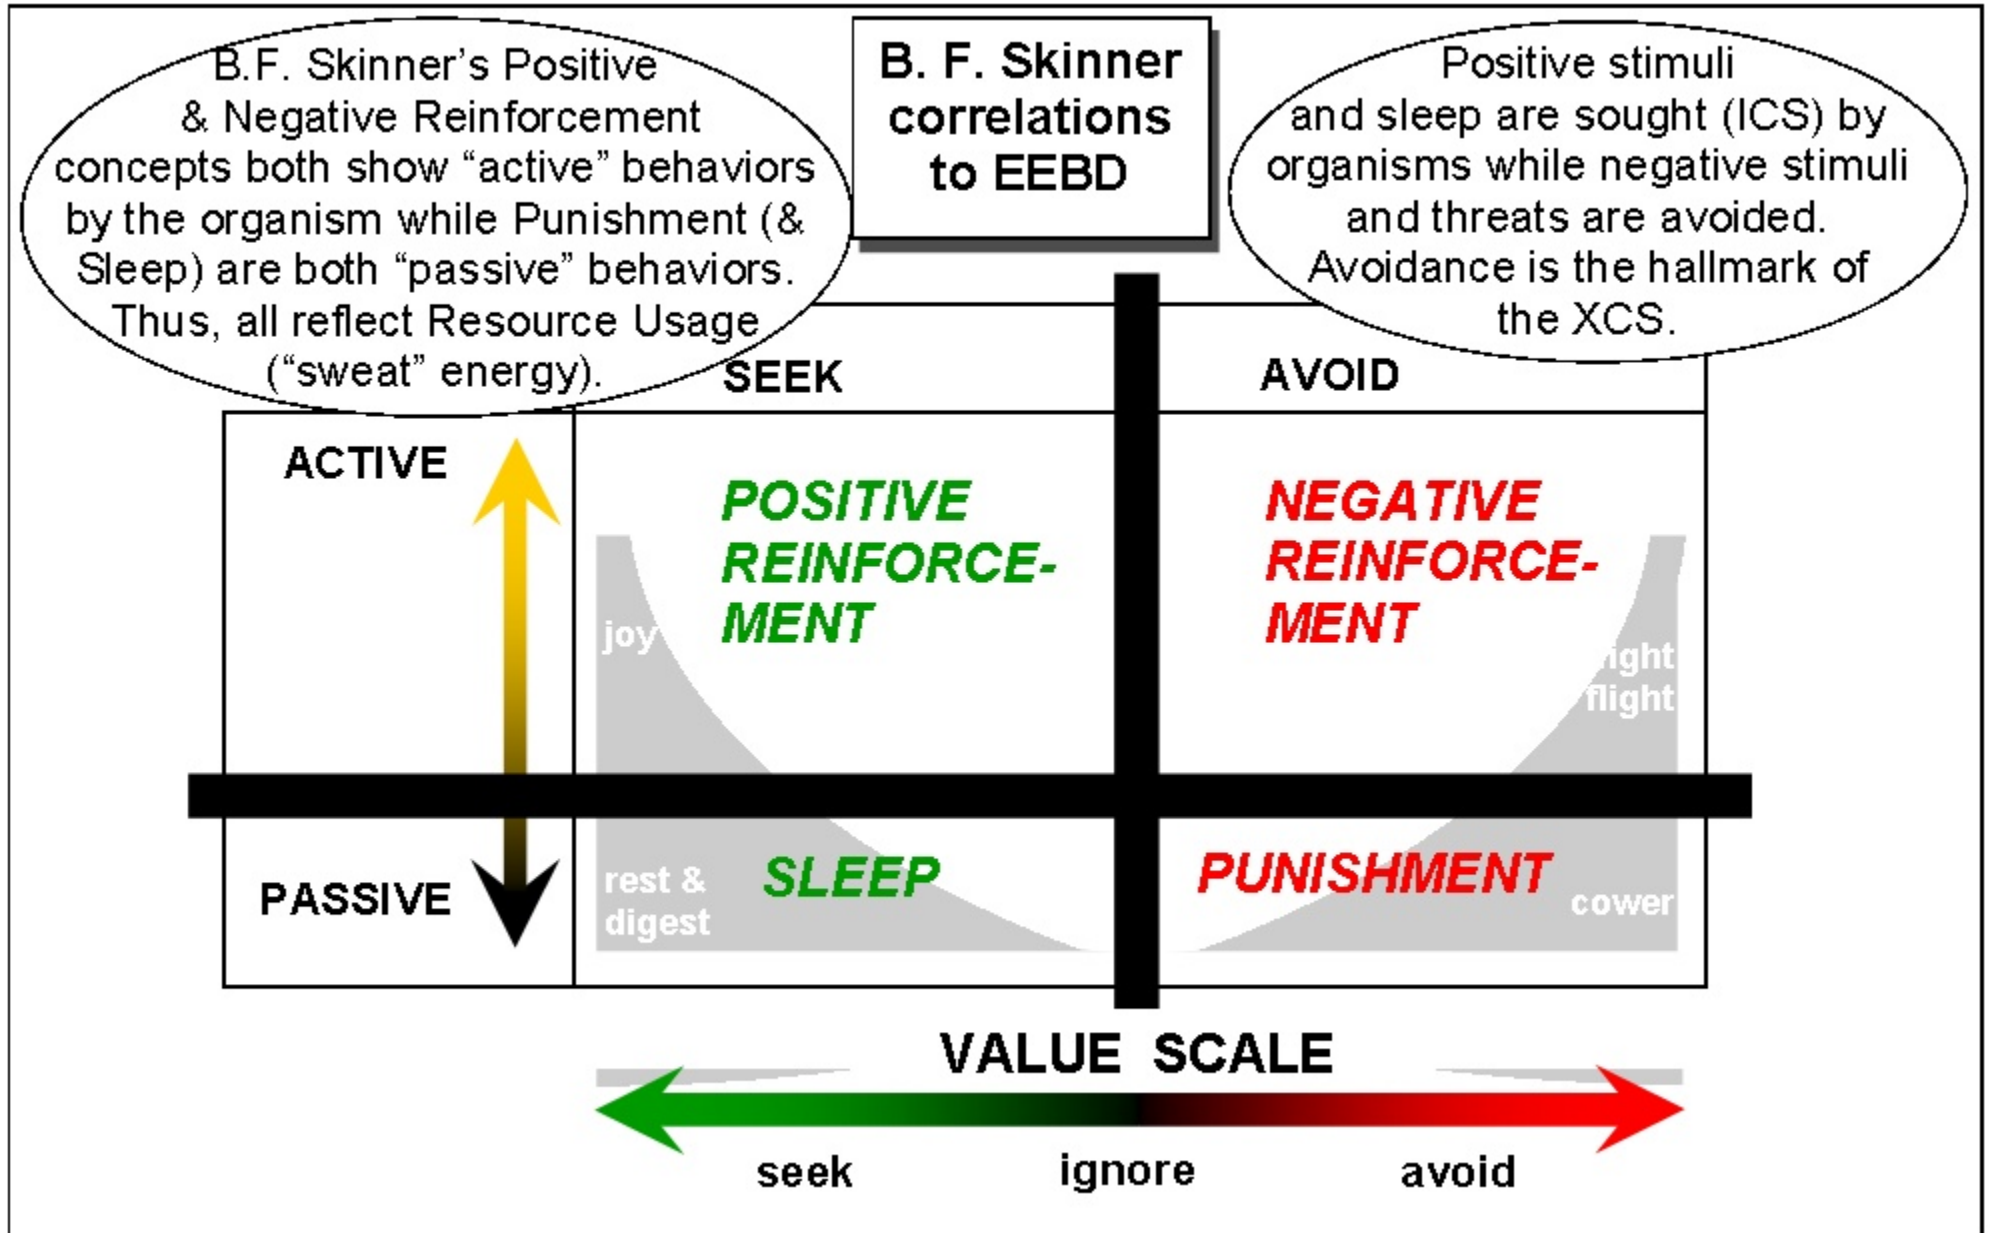 B.F. Skinner’s Positive
& Negative Reinforcement
concepts both show “active” behaviors
by the organism while Punishment (&
Sleep) are both “passive” behaviors.
Thus, all reflect Resource Usage
(“sweat” energy).
B. F. Skinner
correlations
to EEBD
Positive stimuli
and sleep are sought (ICS) by
organisms while negative stimuli
and threats are avoided.
Avoidance is the hallmark of
the XCS.
SEEK
AVOID
ACTIVE
POSITIVE
REINFORCE-
MENT
NEGATIVE
REINFORCE-
MENT
joy
flight
PASSIVE
rest &
digest
SLEEP
PUNISHMENT
cower
VALUE SCALE
seek
ignore
avoid